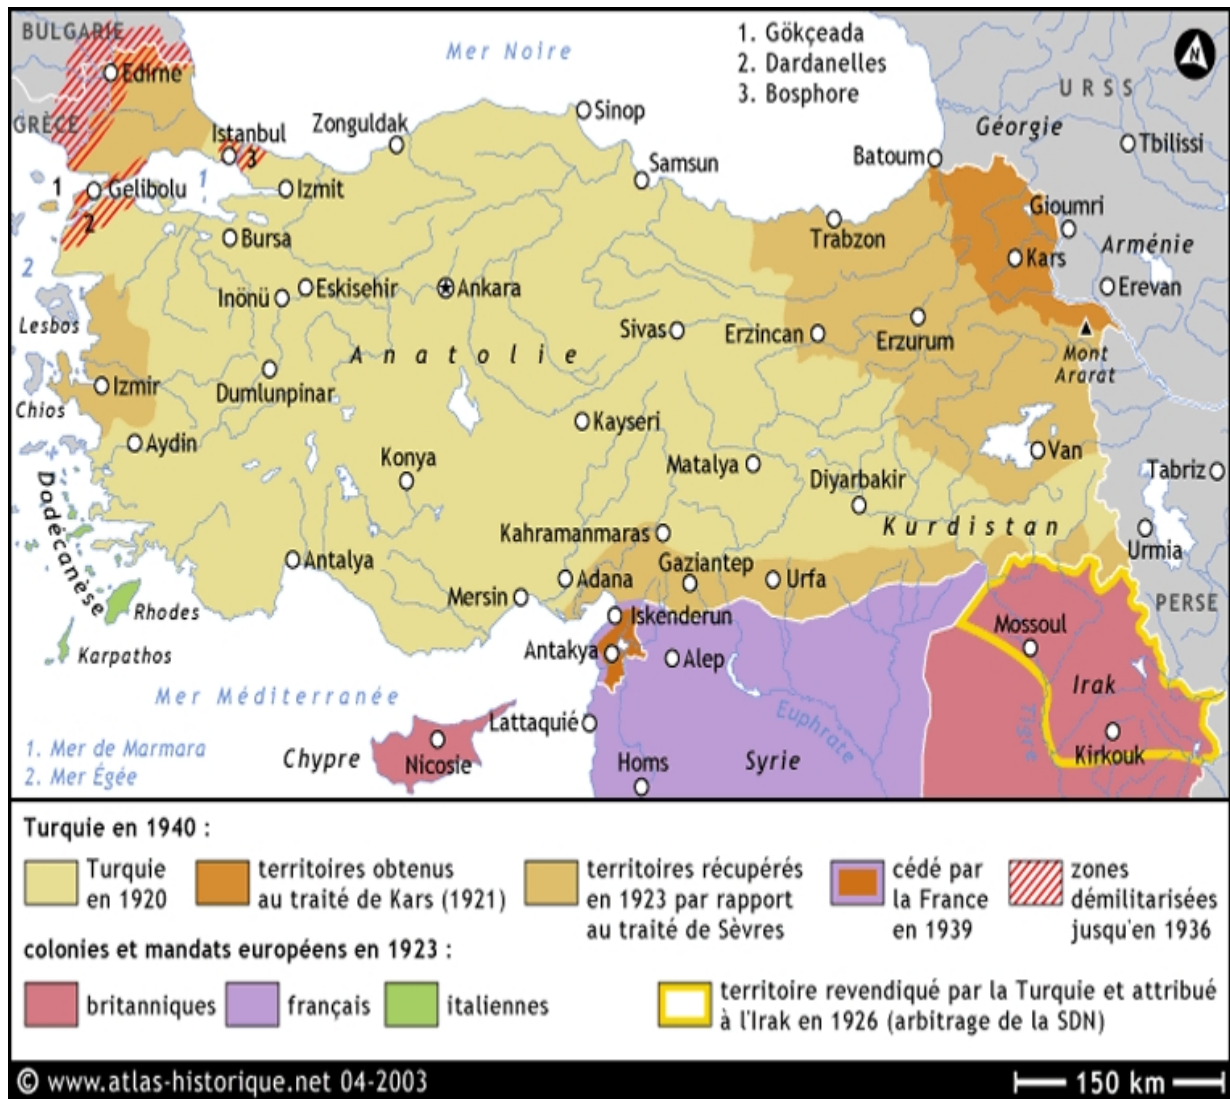 BULGARIE
Mer Noire
1. Gökçeada
2. Dardanelles
3. Bosphore
N
Edirne
URSS
GRÈCE
Istanbul
3
Zonguldak
Sinop
Géorgie
Tbilissi
Batoum
Samsun
1
Gelibolu
1
Izmit
Gioumri
2
Bursa
Trabzon
Kars
Arménie
2
Inönü
Eskisehir
Ankara
Erevan
Lesbos
Sivas
Erzincan
Erzurum
Anatolie
Mont
Ararat
Izmir
Dumlunpinar
Chios
Kayseri
Aydin
Konya
Matalya
Van
Diyarbakir
Tabriz
Dadécanèse
Kurdistan
Kahramanmaras
Urmia
Antalya
Gaziantep
Adana
Urfa
Mersin
Rhodes
Iskenderun
PERSE
Mossoul
Karpathos
Antakya
Alep
Mer Méditerranée
Irak
Euphrate
Tigre
Lattaquié
1. Mer de Marmara
2. Mer Égée
Chypre
Nicosie
Homs
Syrie
Kirkouk
Turquie en 1940 :
Turquie
en 1920
territoires obtenus
au traité de Kars (1921)
territoires récupérés
en 1923 par rapport
au traité de Sèvres
cédé par
la France
en 1939
zones
démilitarisées
jusqu'en 1936
colonies et mandats européens en 1923 :
britanniques
français
italiennes
territoire revendiqué par la Turquie et attribué
à l'Irak en 1926 (arbitrage de la SDN)
© www.atlas-historique.net 04-2003
150 km